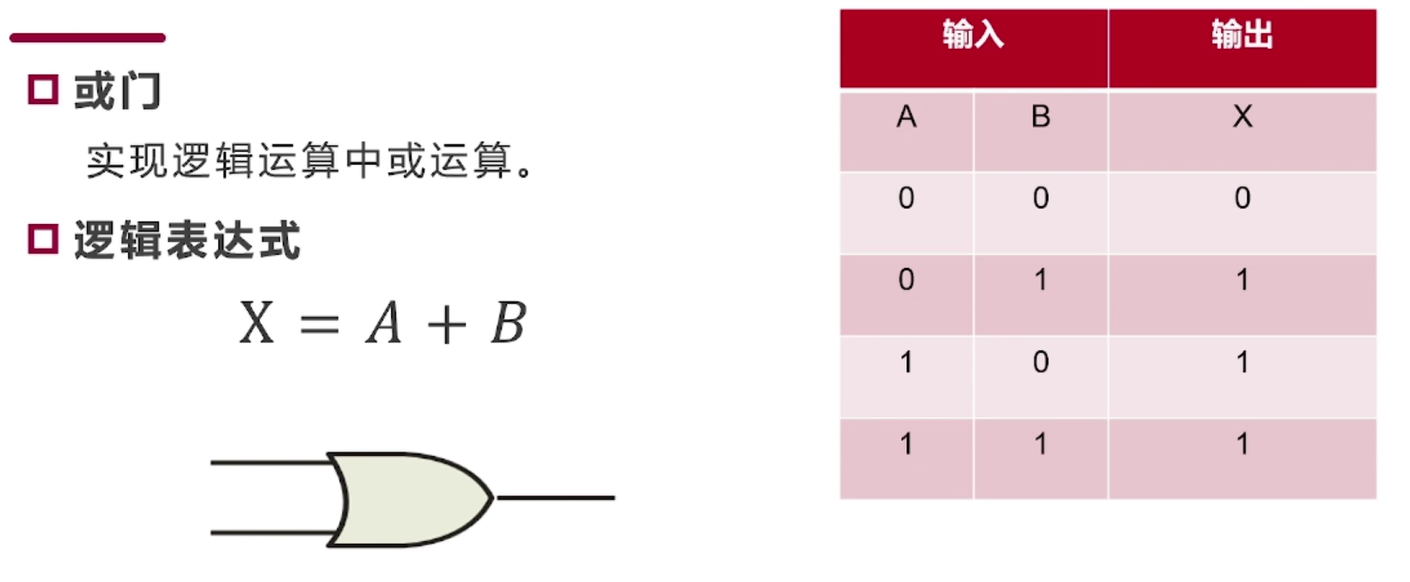 或门
实现逻辑运算中或运算。
逻辑表达式
X = A + B
输入 输出
A B X
0 0 0
0 1 1
1 0 1
1 1 1